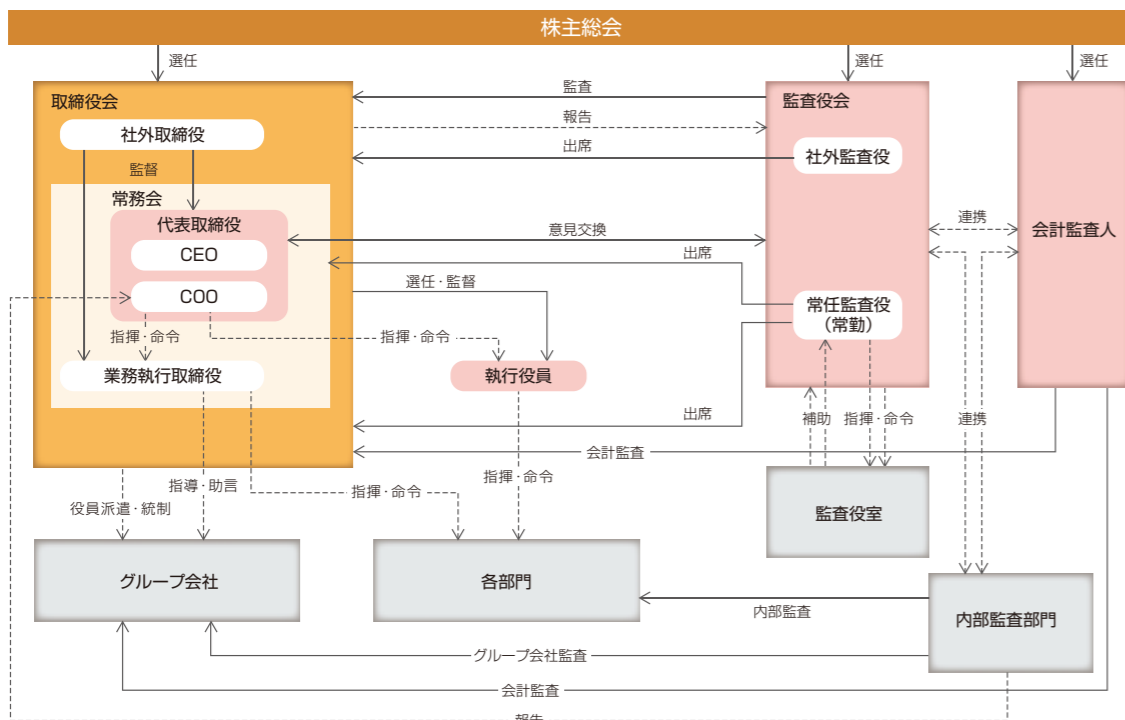 株主総会
選任
選任
選任
取締役会
監査
監査役会
報告
社外取締役
出席
社外監査役
監督
常務会
代表取締役
意見交換
連携
会計監査人
CEO
出席
選任・監督
COO
常任監査役
(常勤)
指揮・命令
指揮・命令
業務執行取締役
執行役員
出席
補助
指揮・命令
連携
会計監査
指導・助言
指揮・命令
指揮・命令
役員派遣・統制
監査役室
グループ会社
各部門
内部監査
内部監査部門
グループ会社監査
会計監査
報告